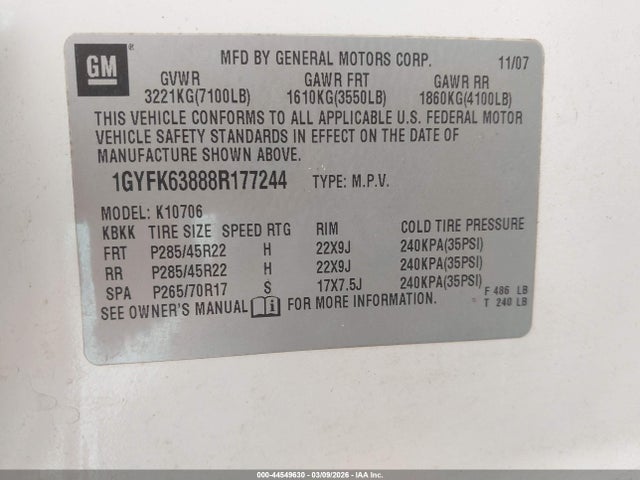 GM ®
MFD BY GENERAL MOTORS CORP. 11/07
GVWR GAWR FRT GAWR RR
3221KG(7100LB) 1610KG(3550LB) 1860KG(4100LB)
THIS VEHICLE CONFORMS TO ALL APPLICABLE U.S. FEDERAL MOTOR
VEHICLE SAFETY STANDARDS IN EFFECT ON THE DATE OF
MANUFACTURE SHOWN ABOVE.
1GYFK63888R177244 TYPE: M.P.V.
MODEL: K10706
KBKK TIRE SIZE SPEED RTG RIM COLD TIRE PRESSURE
FRT P285/45R22 H 22X9J 240KPA(35PSI)
RR P285/45R22 H 22X9J 240KPA(35PSI)
SPA P265/70R17 S 17X7.5J 240KPA(35PSI) F 486 LB
SEE OWNER'S MANUAL i FOR MORE INFORMATION. T 240 LB
000-44549630 - 03/09/2026 - IAA Inc.